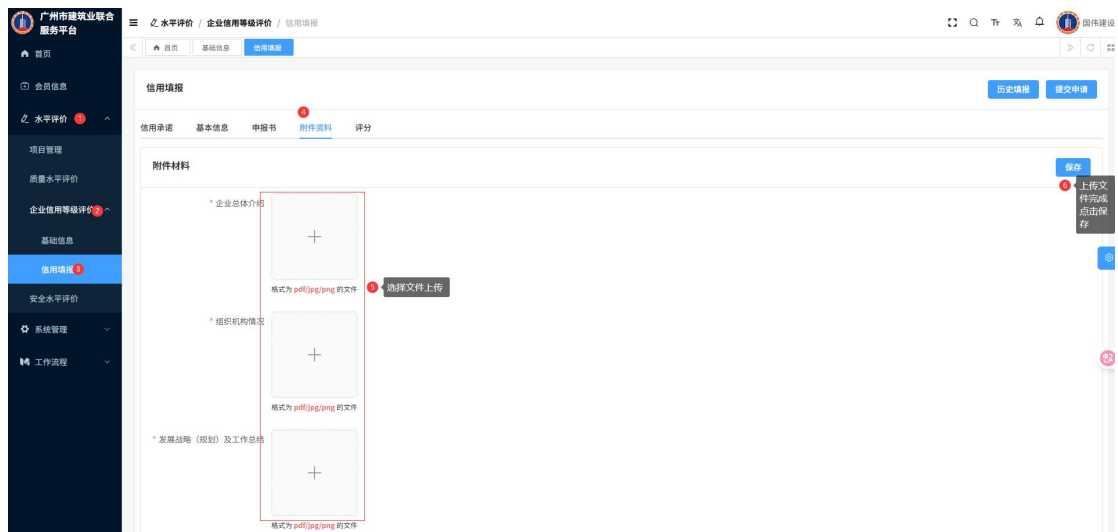 广州市建筑业联合
服务平台
水平评价 / 企业信用等级评价 / 信用填报
国伟建设
首页
会员信息
水平评价 1
项目管理
质量水平评价
企业信用等级评价 2
基础信息
信用填报 3
安全水平评价
系统管理
工作流程
首页 基础信息 信用填报
信用填报
历史填报 提交申请
4
信用承诺 基本信息 申报书 附件资料 评分
附件材料
保存
6 上传文
件完成
点击保
存
* 企业总体介绍
格式为 pdf/jpg/png 的文件
5 选择文件上传
* 组织机构情况
格式为 pdf/jpg/png 的文件
* 发展战略（规划）及工作总结
格式为 pdf/jpg/png 的文件